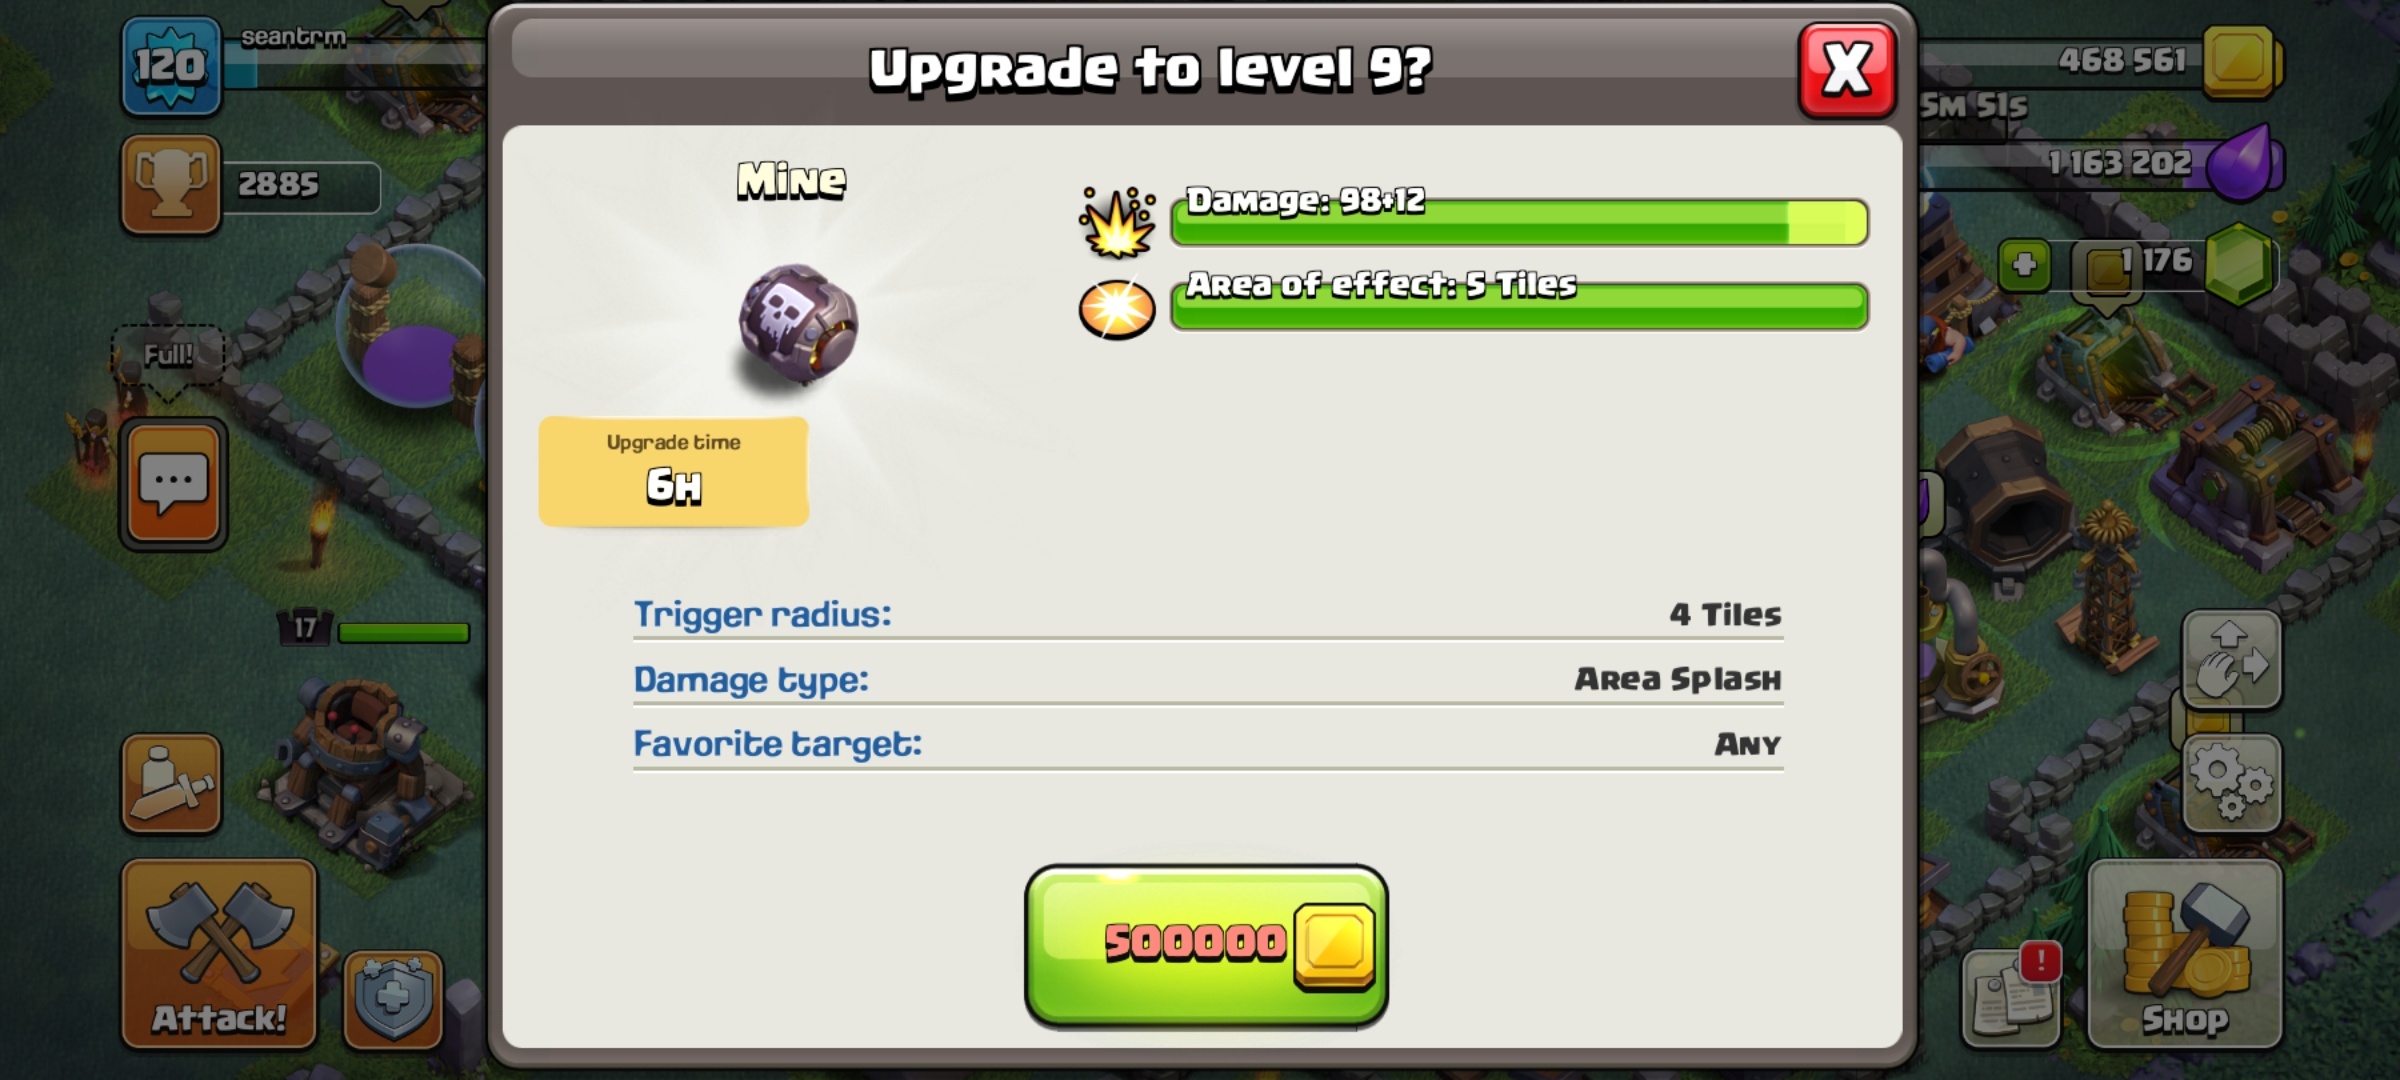 120
seantrm
2885
Full!
17
Attack!
Upgrade to level 9?
X
Mine
Damage: 98+12
Area of effect: 5 Tiles
Upgrade time
6H
Trigger radius: 4 Tiles
Damage type: Area Splash
Favorite target: Any
500000
468 561
5M 51S
1 163 202
1 176
!
Shop